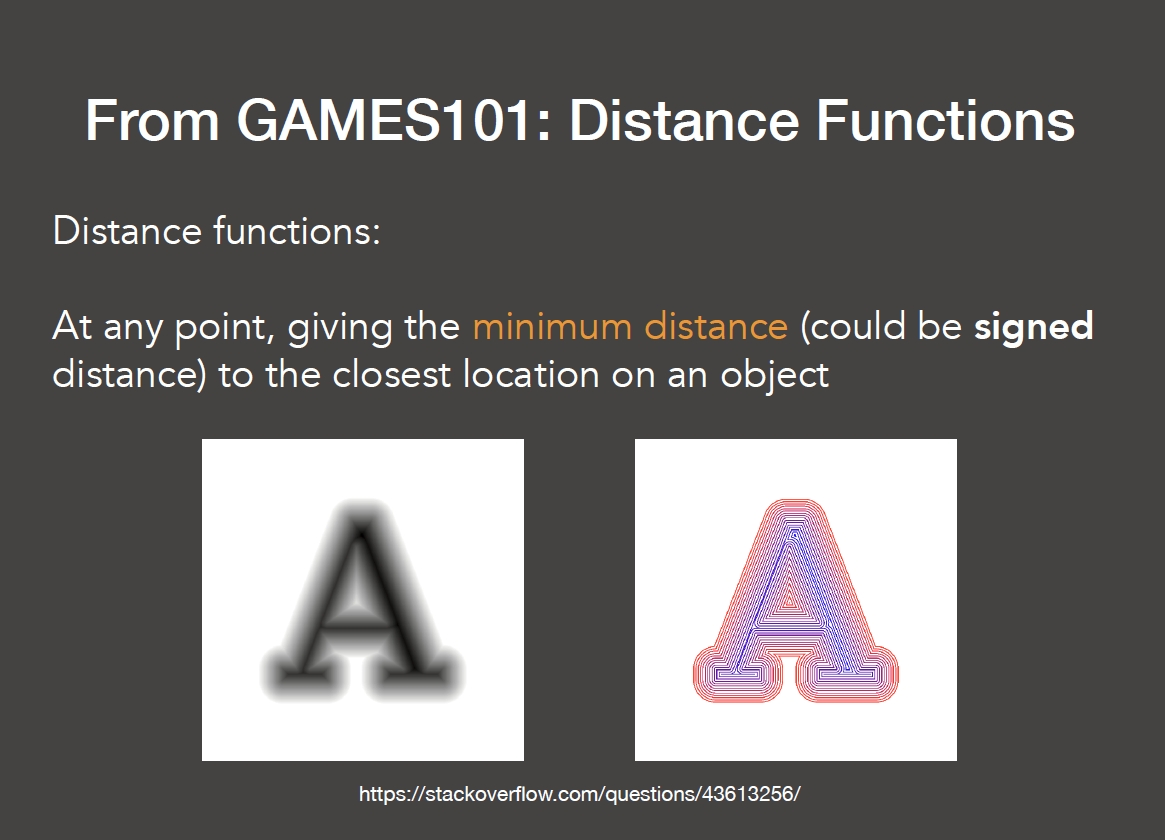 From GAMES101: Distance Functions
Distance functions:
At any point, giving the minimum distance (could be signed
distance) to the closest location on an object
A
A
https://stackoverflow.com/questions/43613256/